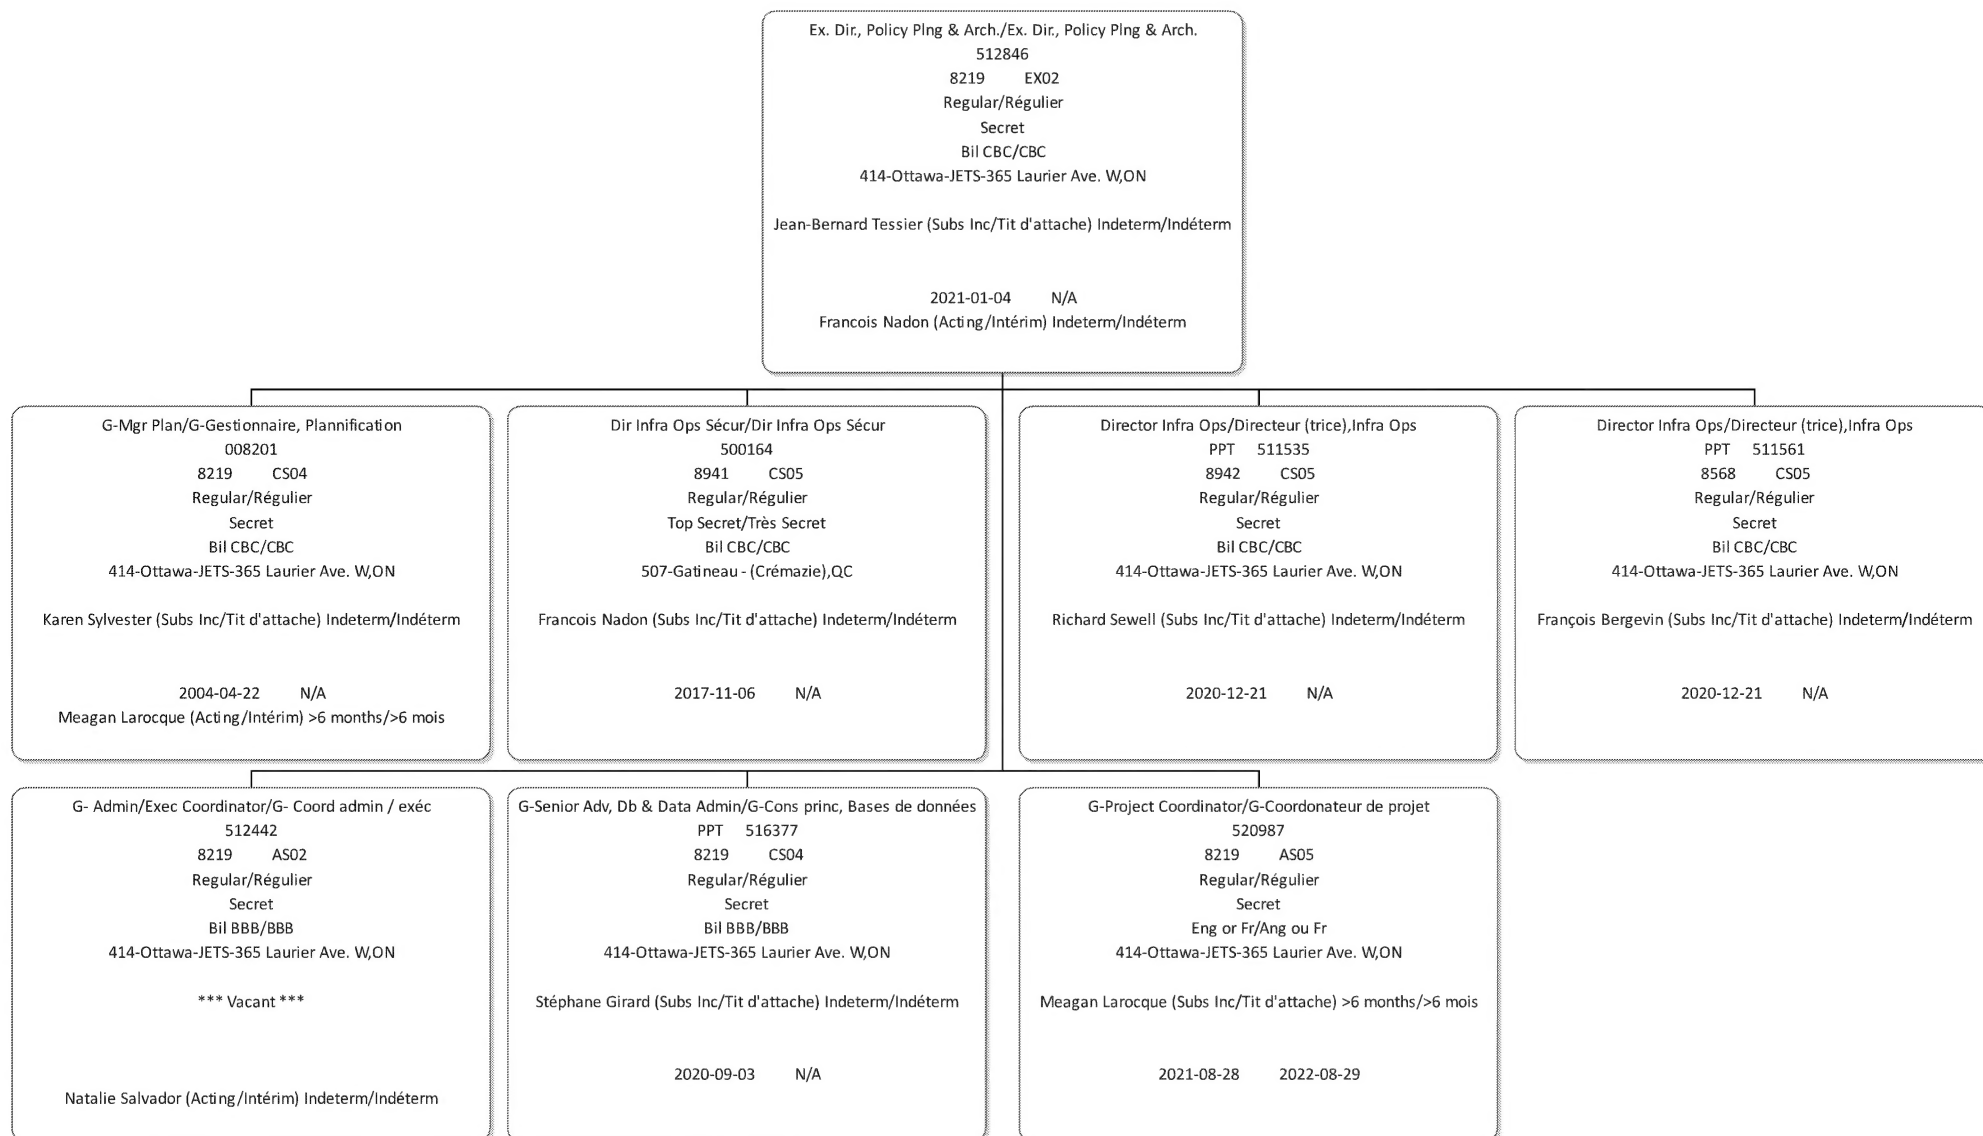 Ex. Dir., Policy Plng & Arch./Ex. Dir., Policy Plng & Arch.
512846
8219 EX02
Regular/Régulier
Secret
Bil CBC/CBC
414-Ottawa-JETS-365 Laurier Ave. W,ON
Jean-Bernard Tessier (Subs Inc/Tit d'attache) Indeterm/Indéterm
2021-01-04 N/A
Francois Nadon (Acting/Intérim) Indeterm/Indéterm
G-Mgr Plan/G-Gestionnaire, Plannification
008201
8219 CS04
Regular/Régulier
Secret
Bil CBC/CBC
414-Ottawa-JETS-365 Laurier Ave. W,ON
Karen Sylvester (Subs Inc/Tit d'attache) Indeterm/Indéterm
2004-04-22 N/A
Meagan Larocque (Acting/Intérim) >6 months/>6 mois
Dir Infra Ops Sécur/Dir Infra Ops Sécur
500164
8941 CS05
Regular/Régulier
Top Secret/Très Secret
Bil CBC/CBC
507-Gatineau - (Crémazie),QC
Francois Nadon (Subs Inc/Tit d'attache) Indeterm/Indéterm
2017-11-06 N/A
Director Infra Ops/Directeur (trice),Infra Ops
PPT 511535
8942 CS05
Regular/Régulier
Secret
Bil CBC/CBC
414-Ottawa-JETS-365 Laurier Ave. W,ON
Richard Sewell (Subs Inc/Tit d'attache) Indeterm/Indéterm
2020-12-21 N/A
Director Infra Ops/Directeur (trice),Infra Ops
PPT 511561
8568 CS05
Regular/Régulier
Secret
Bil CBC/CBC
414-Ottawa-JETS-365 Laurier Ave. W,ON
François Bergevin (Subs Inc/Tit d'attache) Indeterm/Indéterm
2020-12-21 N/A
G- Admin/Exec Coordinator/G- Coord admin / exéc
512442
8219 AS02
Regular/Régulier
Secret
Bil BBB/BBB
414-Ottawa-JETS-365 Laurier Ave. W,ON
*** Vacant ***
Natalie Salvador (Acting/Intérim) Indeterm/Indéterm
G-Senior Adv, Db & Data Admin/G-Cons princ, Bases de données
PPT 516377
8219 CS04
Regular/Régulier
Secret
Bil BBB/BBB
414-Ottawa-JETS-365 Laurier Ave. W,ON
Stéphane Girard (Subs Inc/Tit d'attache) Indeterm/Indéterm
2020-09-03 N/A
G-Project Coordinator/G-Coordonateur de projet
520987
8219 AS05
Regular/Régulier
Secret
Eng or Fr/Ang ou Fr
414-Ottawa-JETS-365 Laurier Ave. W,ON
Meagan Larocque (Subs Inc/Tit d'attache) >6 months/>6 mois
2021-08-28 2022-08-29